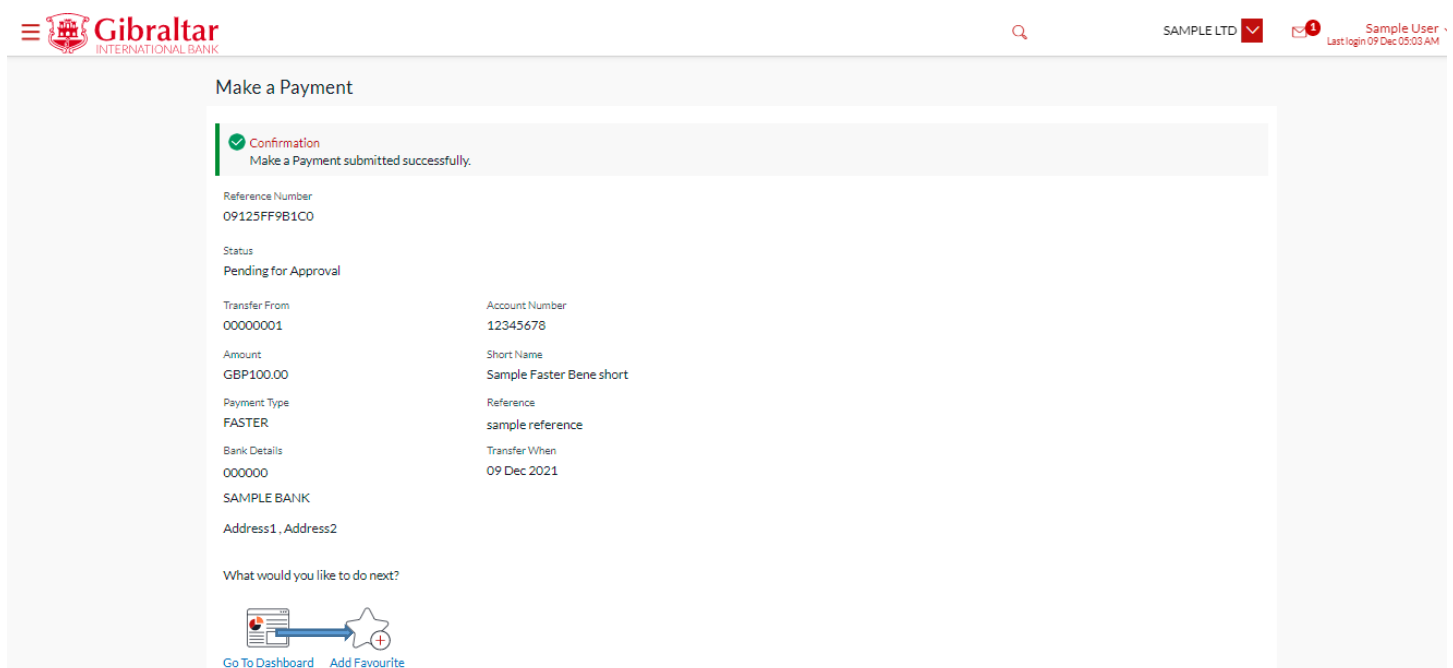 Gibraltar
INTERNATIONAL BANK
SAMPLE LTD
1
Sample User
Last login 09 Dec 05:03 AM
Make a Payment
Confirmation
Make a Payment submitted successfully.
Reference Number
09125FF9B1C0
Status
Pending for Approval
Transfer From
Account Number
00000001
12345678
Amount
Short Name
GBP100.00
Sample Faster Bene short
Payment Type
Reference
FASTER
sample reference
Bank Details
Transfer When
000000
09 Dec 2021
SAMPLE BANK
Address1 , Address2
What would you like to do next?
Go To Dashboard
Add Favourite